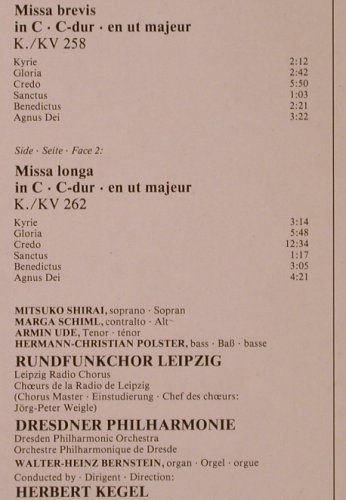 Missa brevis
in C · C-dur · en ut majeur
K./KV 258
Kyrie 2:12
Gloria 2:42
Credo 5:50
Sanctus 1:03
Benedictus 2:21
Agnus Dei 3:22
Side · Seite · Face 2:
Missa longa
in C · C-dur · en ut majeur
K./KV 262
Kyrie 3:14
Gloria 5:48
Credo 12:34
Sanctus 1:17
Benedictus 3:05
Agnus Dei 4:21
MITSUKO SHIRAI, soprano · Sopran
MARGA SCHIML, contralto · Alt
ARMIN UDE, Tenor · ténor
HERMANN-CHRISTIAN POLSTER, bass · Baß · basse
RUNDFUNKCHOR LEIPZIG
Leipzig Radio Chorus
Chœurs de la Radio de Leipzig
(Chorus Master · Einstudierung · Chef des chœurs:
Jörg-Peter Weigle)
DRESDNER PHILHARMONIE
Dresden Philharmonic Orchestra
Orchestre Philharmonique de Dresde
WALTER-HEINZ BERNSTEIN, organ · Orgel · orgue
Conducted by · Dirigent · Direction:
HERBERT KEGEL